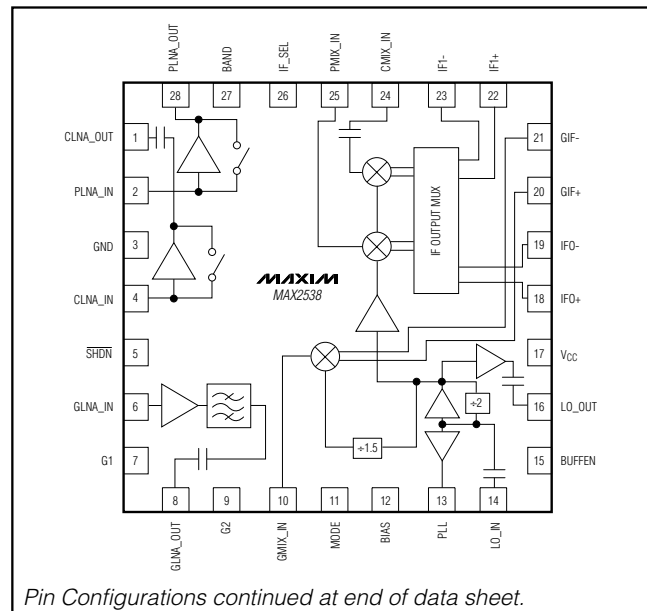 PLNA_OUT
BAND
IF_SEL
PMIX_IN
CMIX_IN
IF1-
IF1+
28
27
26
25
24
23
22
CLNA_OUT
1
PLNA_IN
2
GND
3
CLNA_IN
4
SHDN
5
GLNA_IN
6
G1
7
IF OUTPUT MUX
MAXIM
MAX2538
÷2
÷1.5
21
GIF-
20
GIF+
19
IFO-
18
IFO+
17
VCC
16
LO_OUT
15
BUFFEN
8
9
10
11
12
13
14
GLNA_OUT
G2
GMIX_IN
MODE
BIAS
PLL
LO_IN
Pin Configurations continued at end of data sheet.